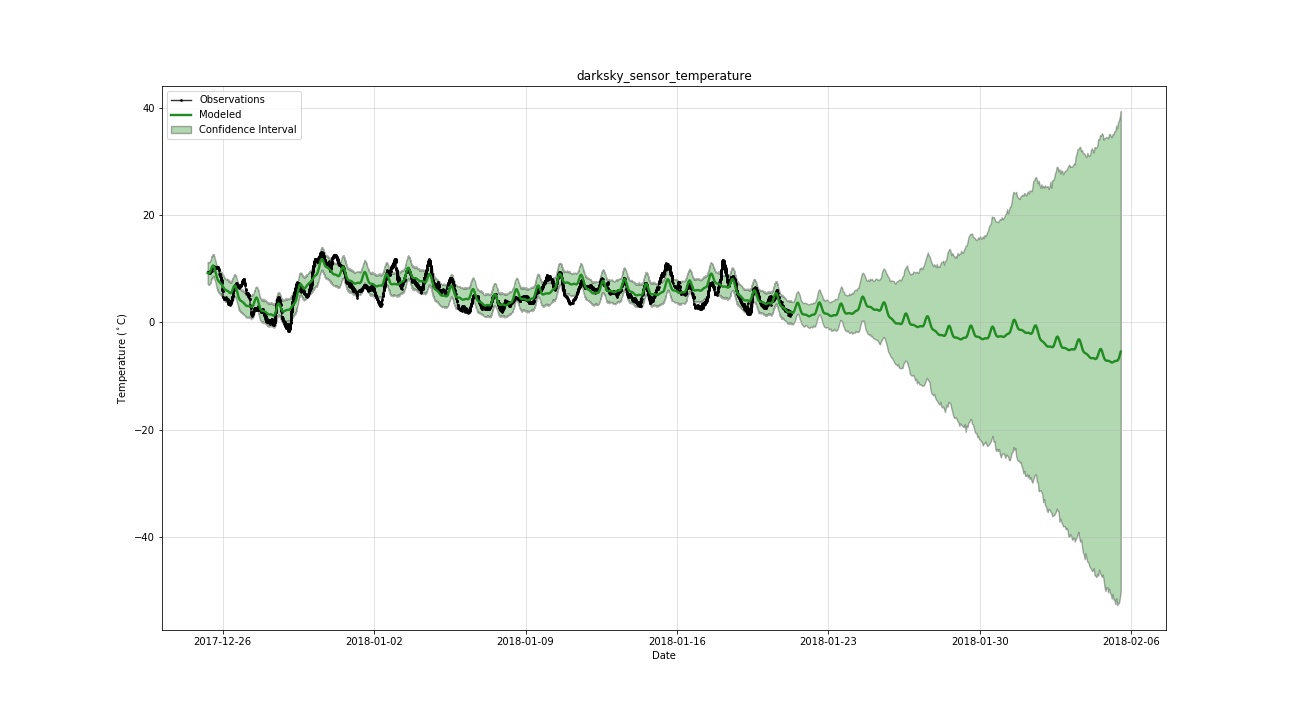 darksky_sensor_temperature
Observations
Modeled
Confidence Interval
40
20
0
−20
−40
Temperature (°C)
2017-12-26 2018-01-02 2018-01-09 2018-01-16 2018-01-23 2018-01-30 2018-02-06
Date